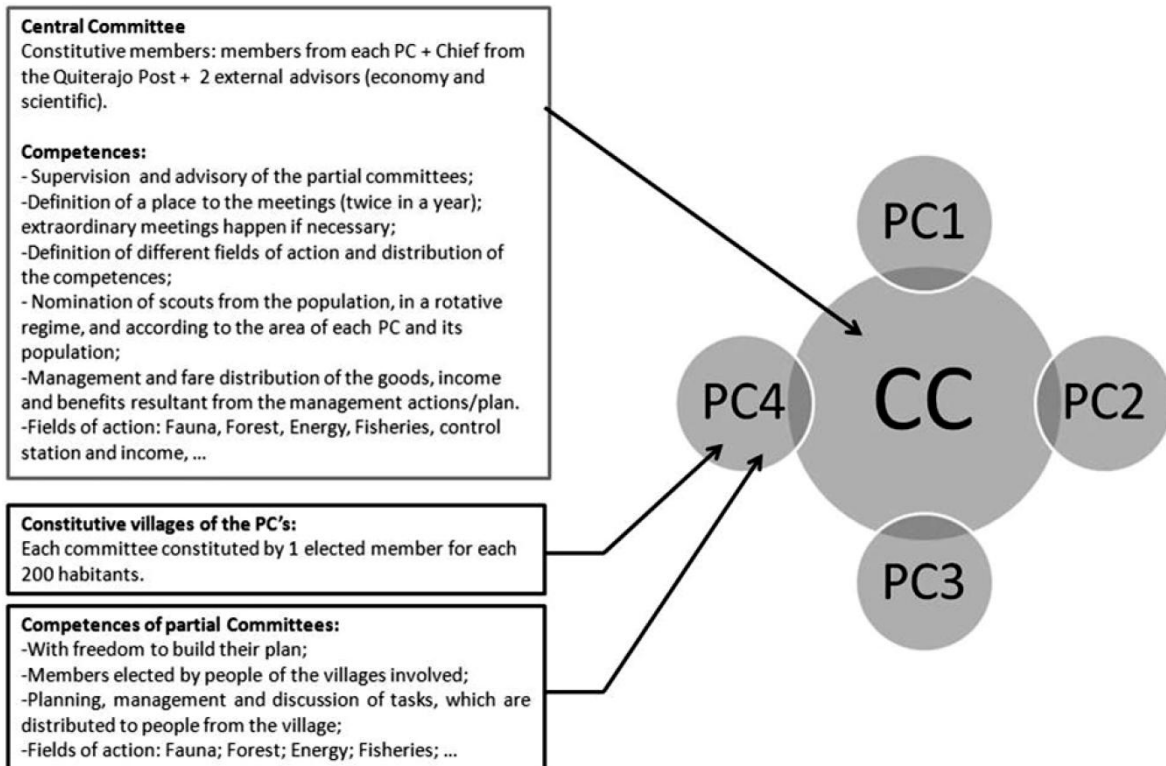 Central Committee
Constitutive members: members from each PC + Chief from
the Quiterajo Post + 2 external advisors (economy and
scientific).
Competences:
- Supervision and advisory of the partial committees;
-Definition of a place to the meetings (twice in a year);
extraordinary meetings happen if necessary;
-Definition of different fields of action and distribution of
the competences;
- Nomination of scouts from the population, in a rotative
regime, and according to the area of each PC and its
population;
-Management and fare distribution of the goods, income
and benefits resultant from the management actions/plan.
-Fields of action: Fauna, Forest, Energy, Fisheries, control
station and income, ...
Constitutive villages of the PC's:
Each committee constituted by 1 elected member for each
200 habitants.
Competences of partial Committees:
-With freedom to build their plan;
-Members elected by people of the villages involved;
-Planning, management and discussion of tasks, which are
distributed to people from the village;
-Fields of action: Fauna; Forest; Energy; Fisheries; ...
PC1
PC4
CC
PC2
PC3